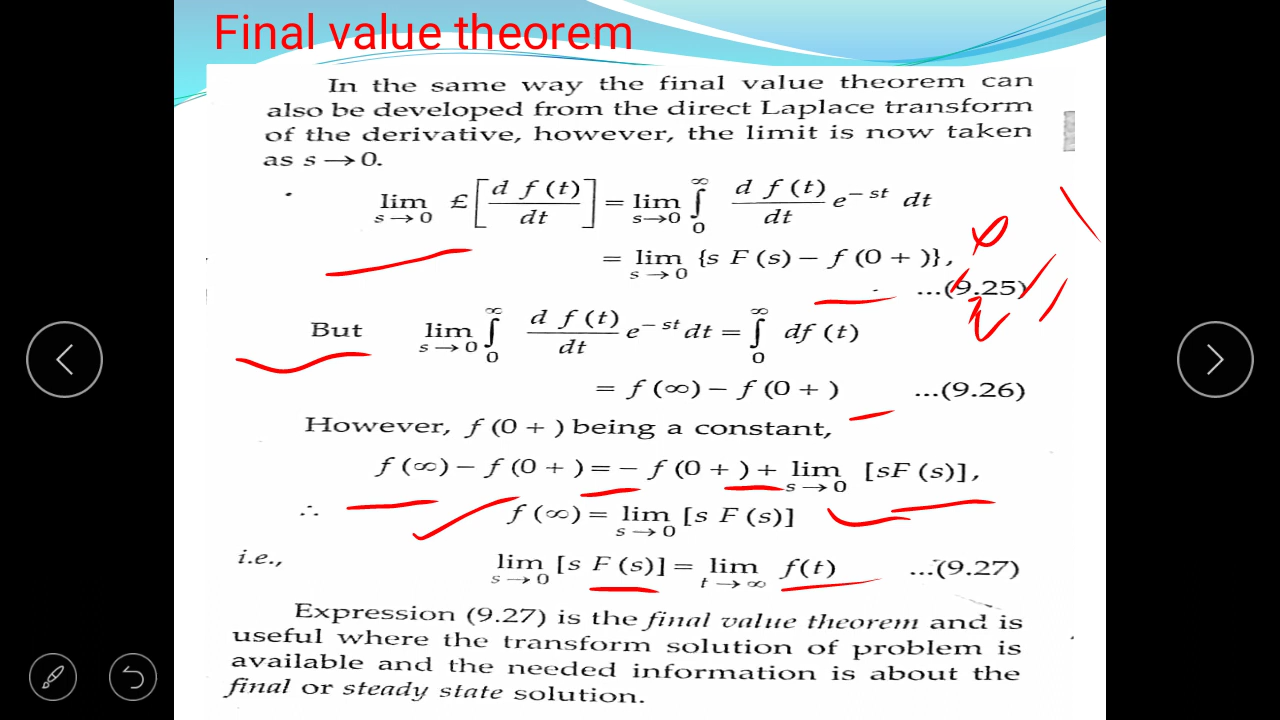 Final value theorem
In the same way the final value theorem can
also be developed from the direct Laplace transform
of the derivative, however, the limit is now taken
as s → 0.
lim s → 0 £ [d f (t) / dt] = lim s→0 ∫ 0 ∞ d f (t) / dt e^{− st} dt
= lim s → 0 {s F (s) − f (0 + )},
...(9.25)
But lim s → 0 ∫ 0 ∞ d f (t) / dt e^{− st} dt = ∫ 0 ∞ df (t)
= f (∞) − f (0 + ) ...(9.26)
However, f (0 + ) being a constant,
f (∞) − f (0 + ) = − f (0 + ) + lim s → 0 [sF (s)],
∴ f (∞) = lim s → 0 [s F (s)]
i.e., lim s → 0 [s F (s)] = lim t → ∞ f(t) ...(9.27)
Expression (9.27) is the final value theorem and is
useful where the transform solution of problem is
available and the needed information is about the
final or steady state solution.